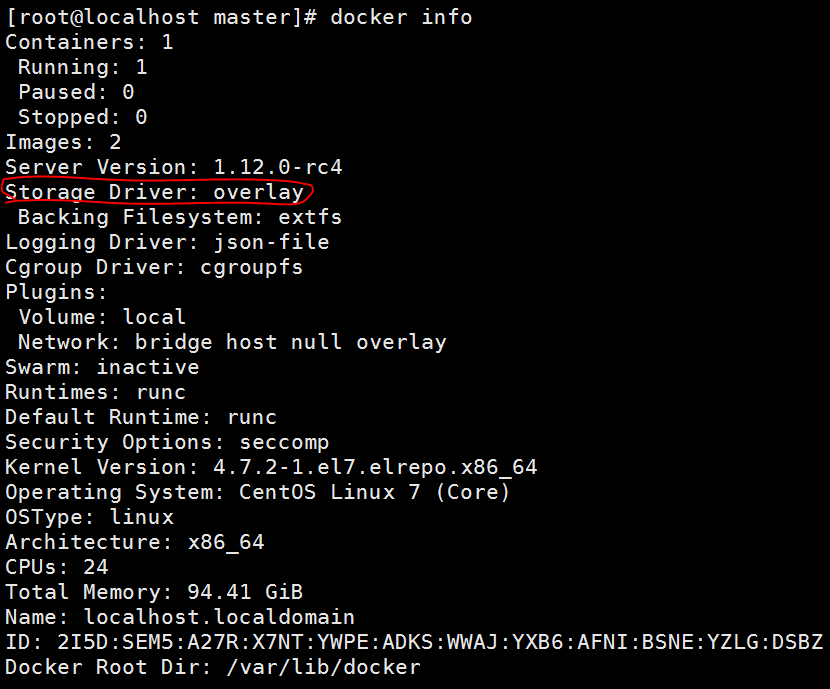 [root@localhost master]# docker info
Containers: 1
 Running: 1
 Paused: 0
 Stopped: 0
Images: 2
Server Version: 1.12.0-rc4
Storage Driver: overlay
 Backing Filesystem: extfs
Logging Driver: json-file
Cgroup Driver: cgroupfs
Plugins:
 Volume: local
 Network: bridge host null overlay
Swarm: inactive
Runtimes: runc
Default Runtime: runc
Security Options: seccomp
Kernel Version: 4.7.2-1.el7.elrepo.x86_64
Operating System: CentOS Linux 7 (Core)
OSType: linux
Architecture: x86_64
CPUs: 24
Total Memory: 94.41 GiB
Name: localhost.localdomain
ID: 2I5D:SEM5:A27R:X7NT:YWPE:ADKS:WWAJ:YXB6:AFNI:BSNE:YZLG:DSBZ
Docker Root Dir: /var/lib/docker